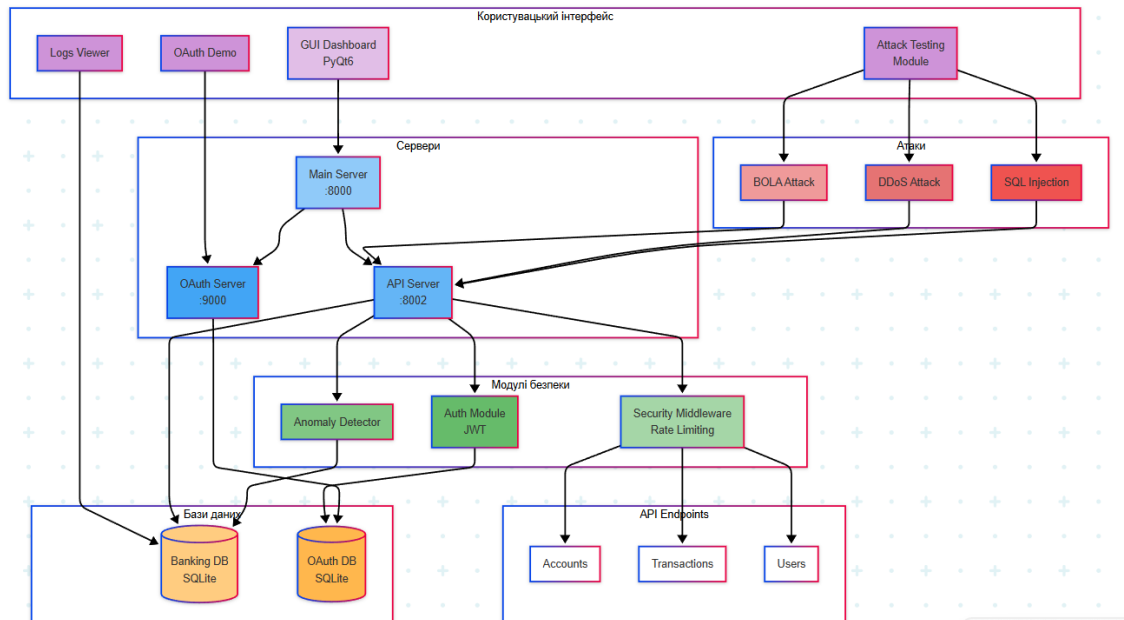 Користувацький інтерфейс
Logs Viewer
OAuth Demo
GUI Dashboard
PyQt6
Attack Testing
Module
Сервери
Main Server
:8000
OAuth Server
:9000
API Server
:8002
Атаки
BOLA Attack
DDoS Attack
SQL Injection
Модулі безпеки
Anomaly Detector
Auth Module
JWT
Security Middleware
Rate Limiting
Бази даних
Banking DB
SQLite
OAuth DB
SQLite
API Endpoints
Accounts
Transactions
Users